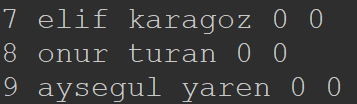 7 elif karagoz 0 0
8 onur turan 0 0
9 aysegul yaren 0 0